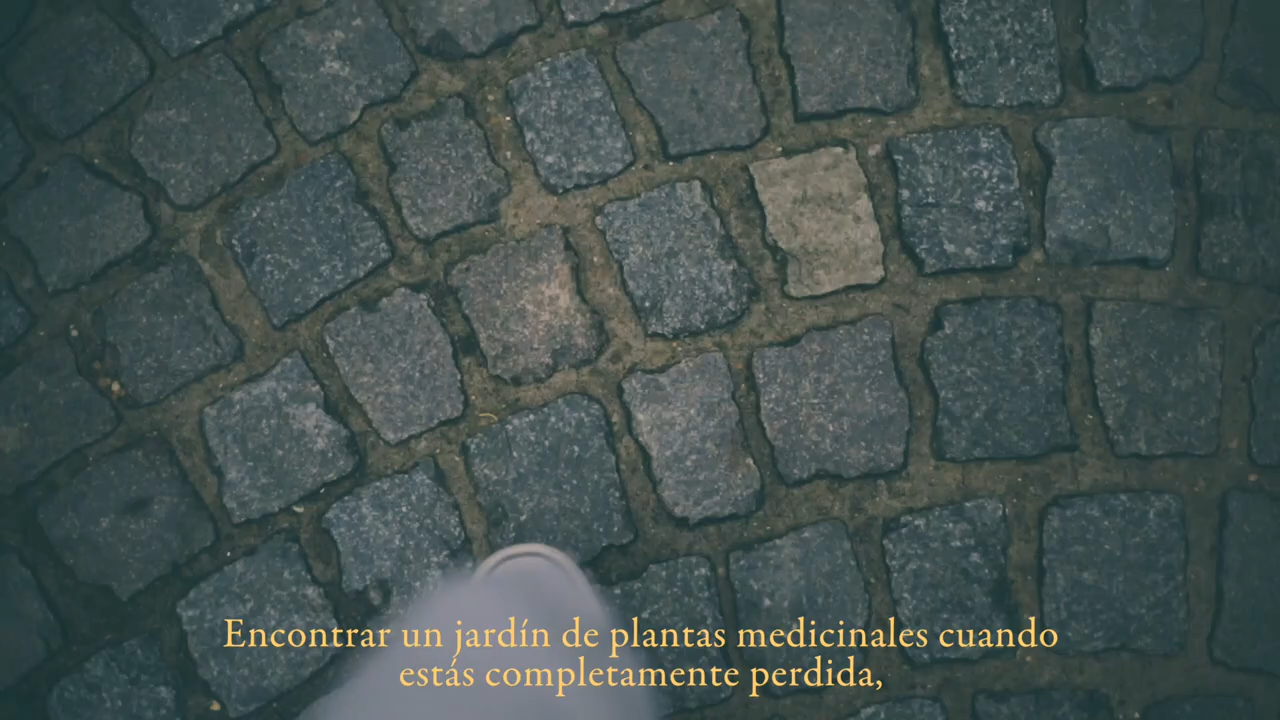 Encontrar un jardín de plantas medicinales cuando
estás completamente perdida,